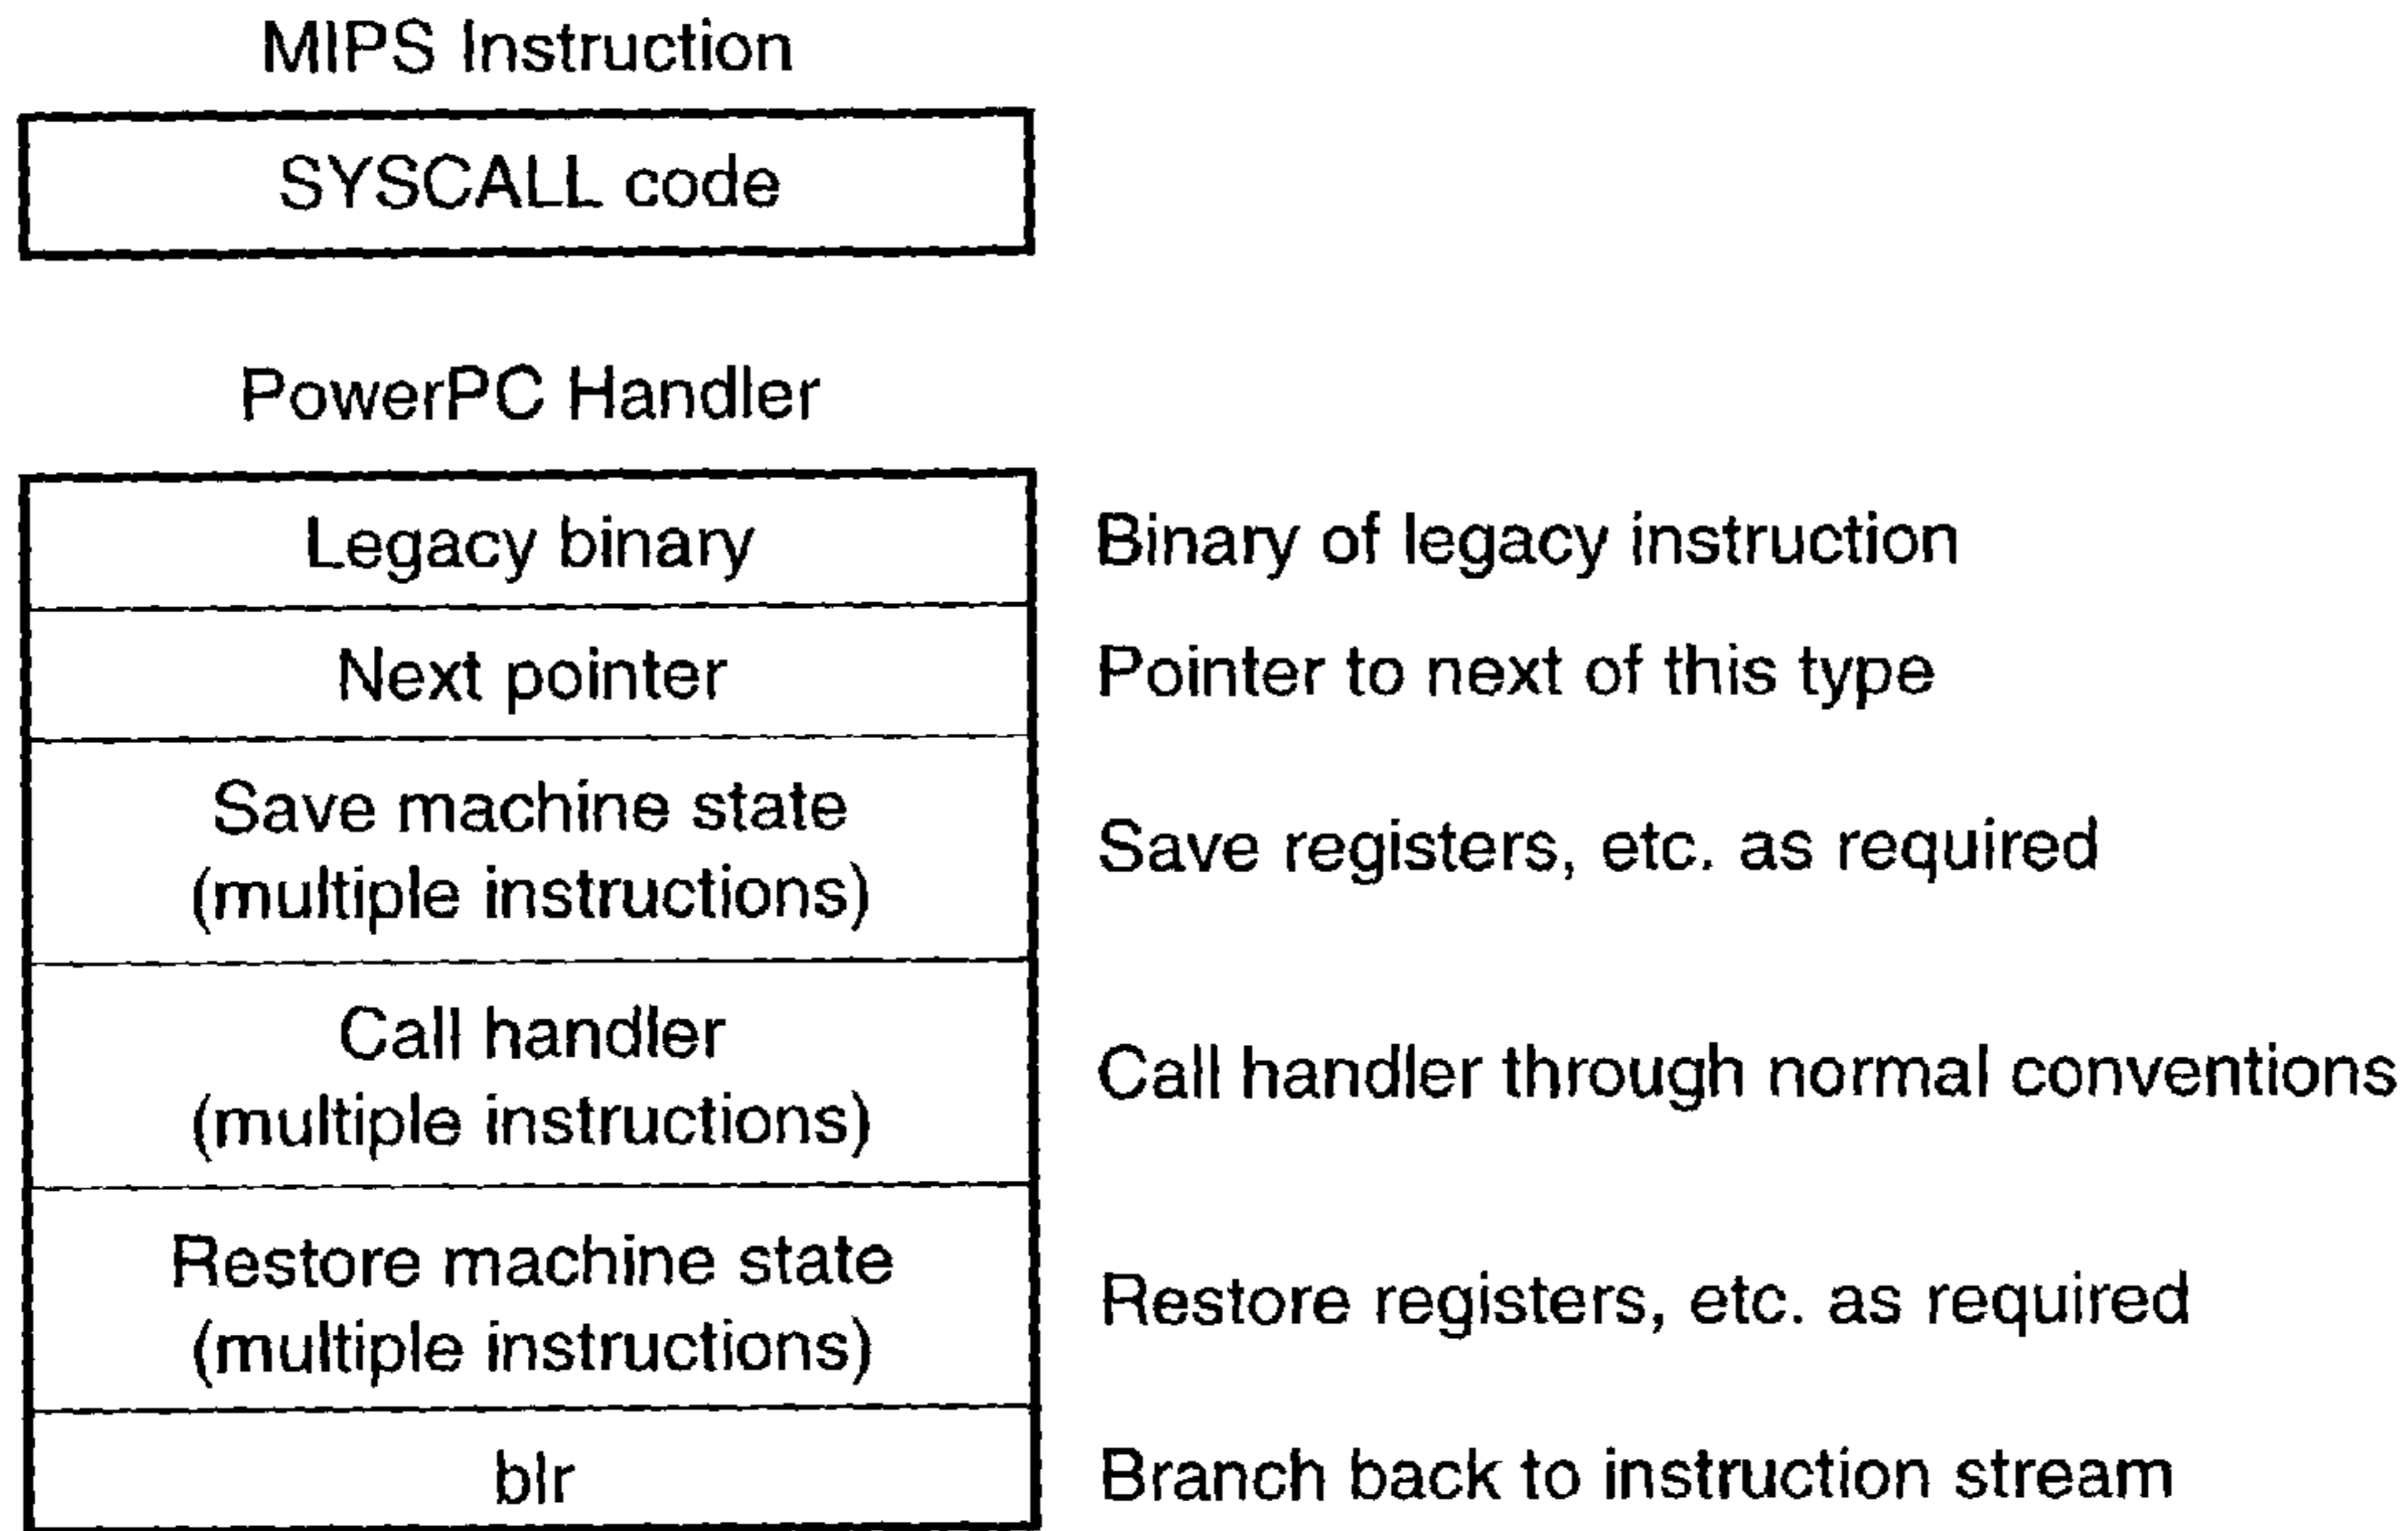 MIPS Instruction
SYSCALL code
PowerPC Handler
Legacy binary
Binary of legacy instruction
Next pointer
Pointer to next of this type
Save machine state
(multiple instructions)
Save registers, etc. as required
Call handler
(multiple instructions)
Call handler through normal conventions
Restore machine state
(multiple instructions)
Restore registers, etc. as required
blr
Branch back to instruction stream